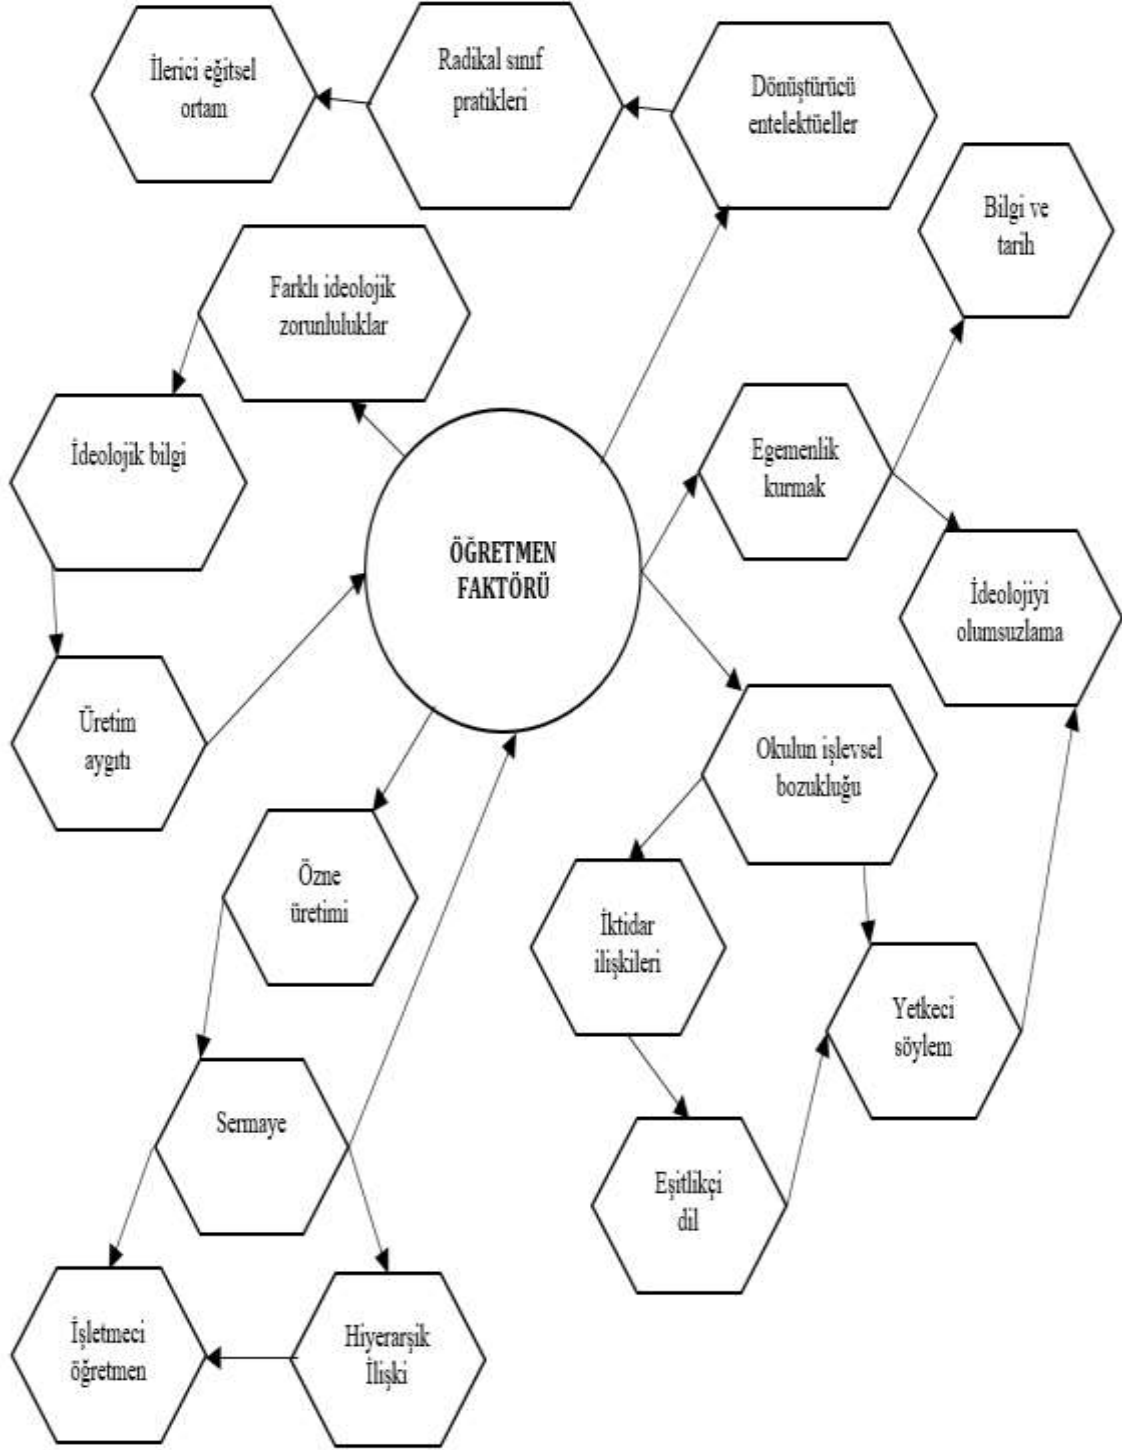 İlerici eğitsel
ortam
Radikal sınıf
pratikleri
Dönüştürücü
entelektüeller
Bilgi ve
tarih
Farklı ideolojik
zorunluluklar
İdeolojik bilgi
Egemenlik
kurmak
ÖĞRETMEN
FAKTÖRÜ
İdeolojiyi
olumsuzlama
Üretim
aygıtı
Okulun işlevsel
bozukluğu
Özne
üretimi
İktidar
ilişkileri
Yetkeci
söylem
Sermaye
Eşitlikçi
dil
İşletmeci
öğretmen
Hiyerarşik
İlişki